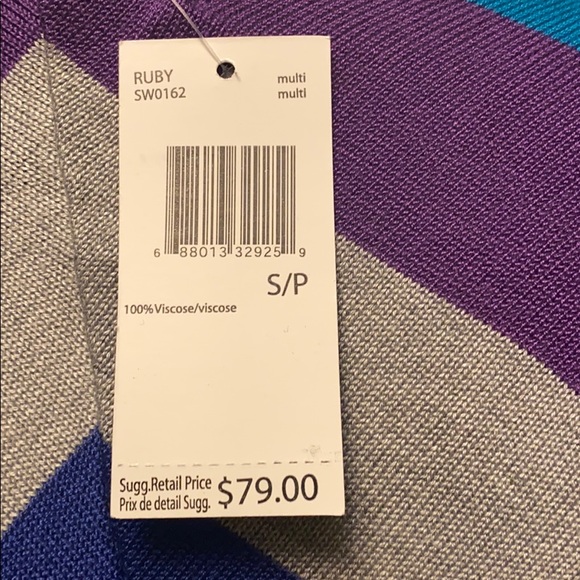 RUBY multi
SW0162 multi
6 88013 32925 9
S/P
100%Viscose/viscose
Sugg.Retail Price
Prix de detail Sugg. $79.00